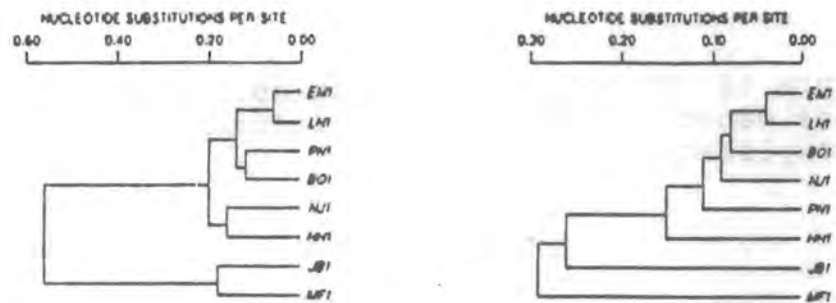 NUCLEOTIDE SUBSTITUTIONS PER SITE
0.60 0.40 0.20 0.00
EM1
LH1
PN1
BO1
NJ1
HH1
JB1
MF1
NUCLEOTIDE SUBSTITUTIONS PER SITE
0.30 0.20 0.10 0.00
EM1
LH1
BO1
NJ1
PN1
HH1
JB1
MF1